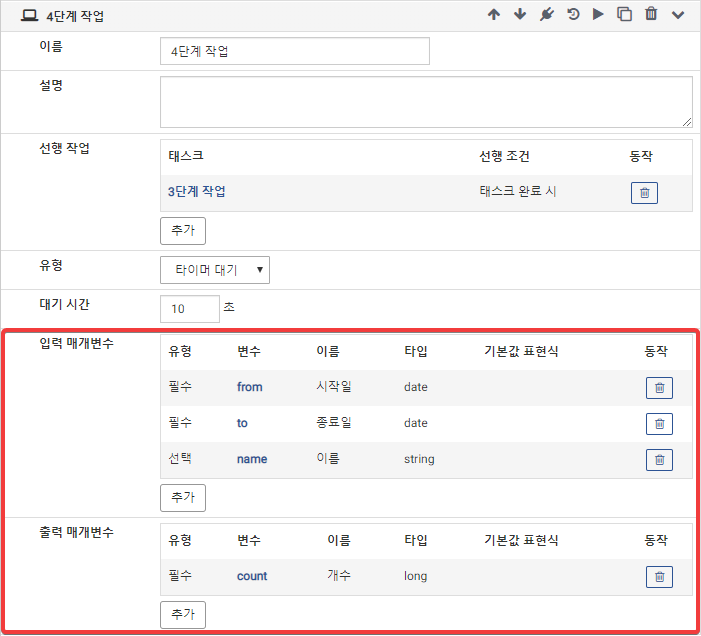 4단계 작업
이름 4단계 작업
설명
선행 작업 태스크 선행 조건 동작
3단계 작업 태스크 완료 시
추가
유형 타이머 대기
대기 시간 10 초
입력 매개변수 유형 변수 이름 타입 기본값 표현식 동작
필수 from 시작일 date
필수 to 종료일 date
선택 name 이름 string
추가
출력 매개변수 유형 변수 이름 타입 기본값 표현식 동작
필수 count 개수 long
추가